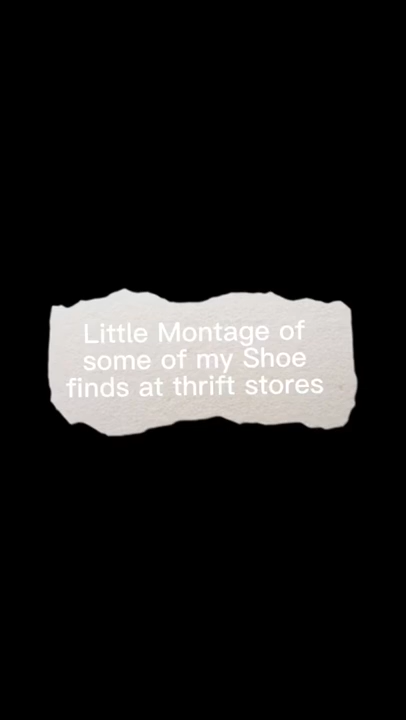 Little Montage of
some of my Shoe
finds at thrift stores